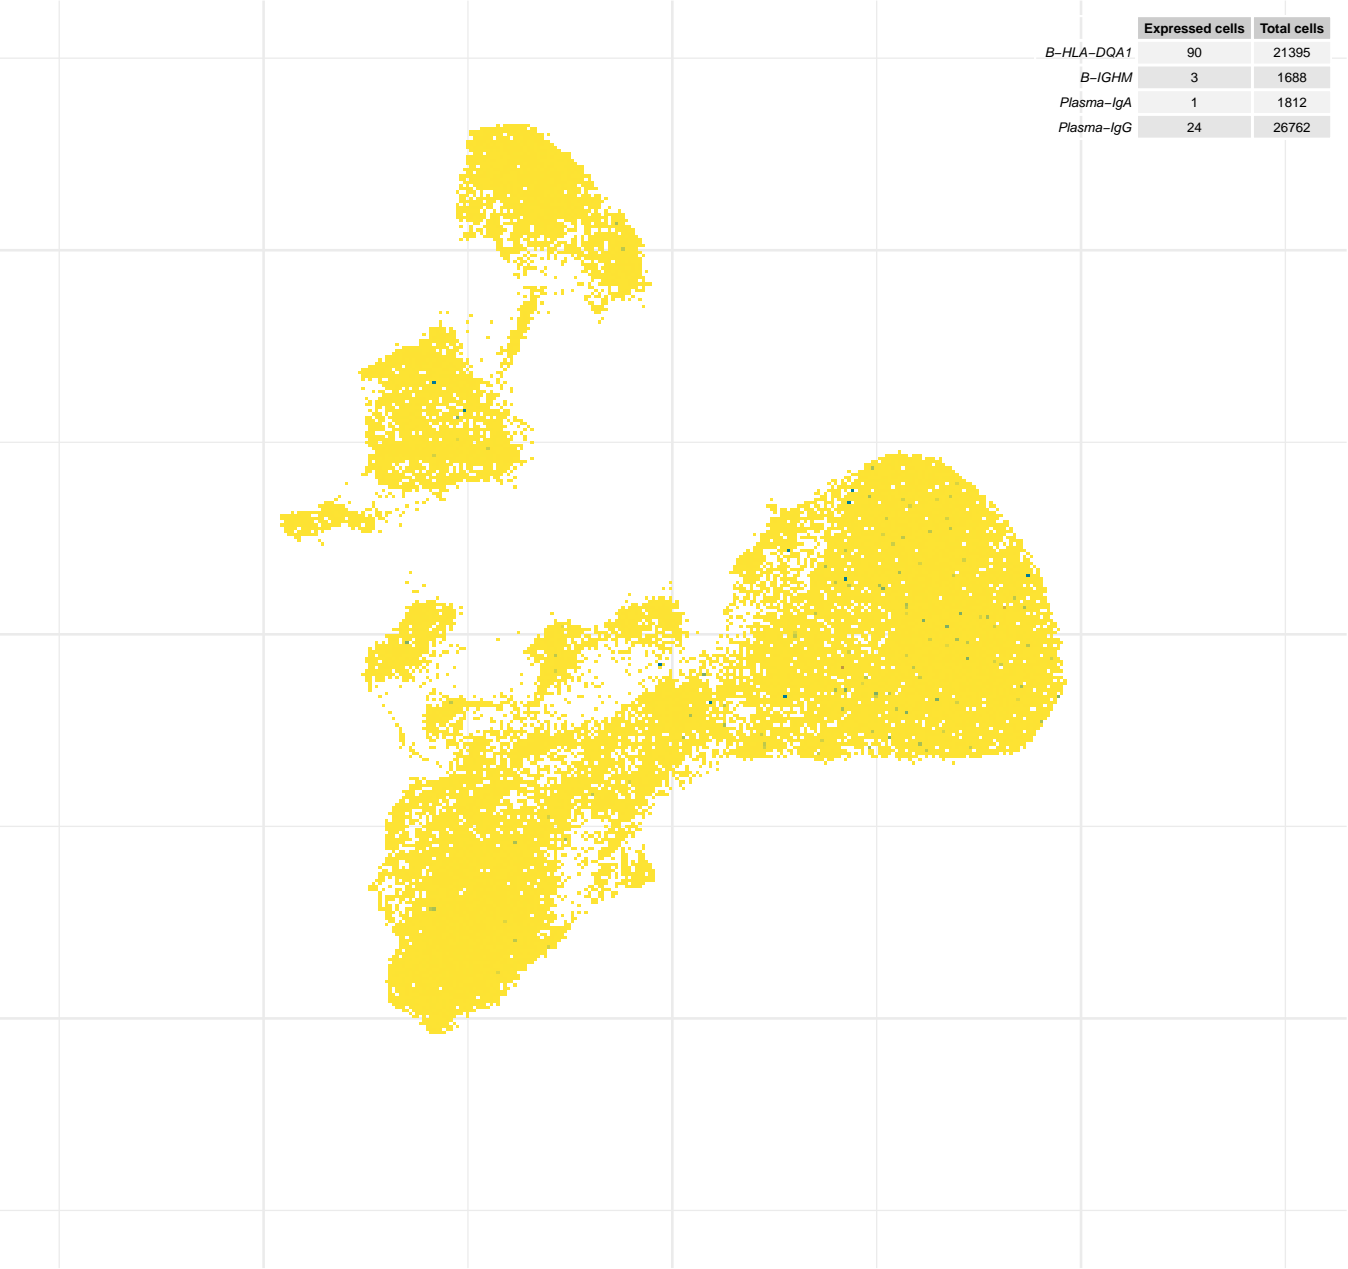 Expressed cells Total cells
B−HLA−DQA1 90 21395
B−IGHM 3 1688
Plasma−IgA 1 1812
Plasma−IgG 24 26762